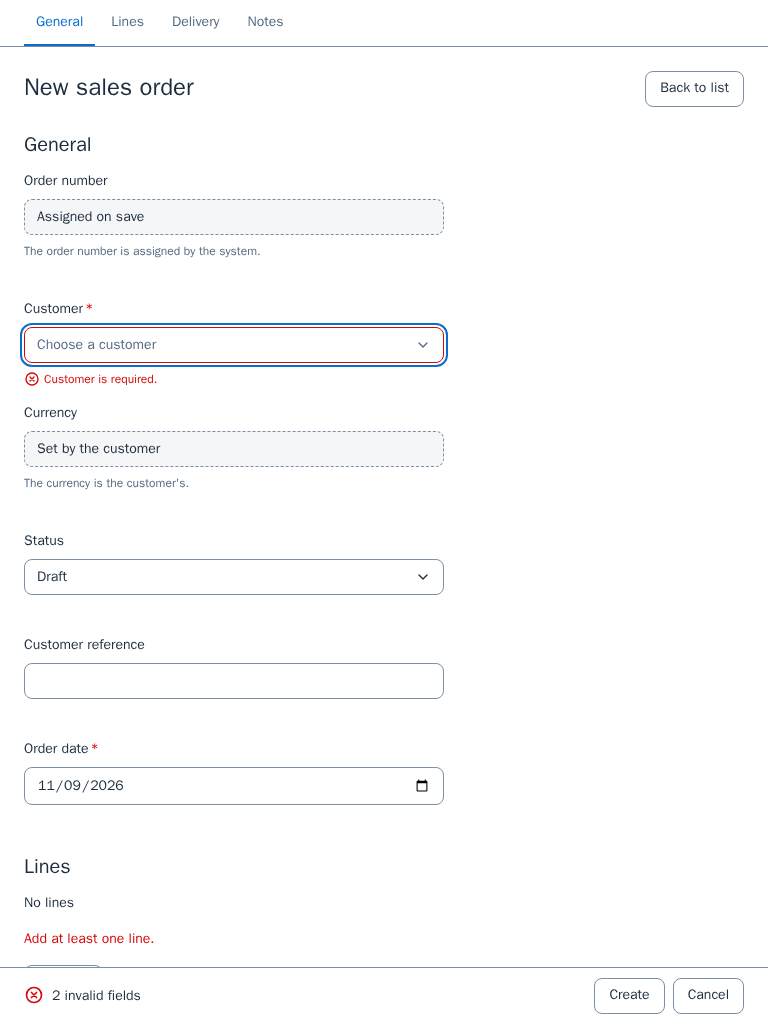 General Lines Delivery Notes
New sales order
Back to list
General
Order number
Assigned on save
The order number is assigned by the system.
Customer *
Choose a customer
Customer is required.
Currency
Set by the customer
The currency is the customer's.
Status
Draft
Customer reference
Order date *
11/09/2026
Lines
No lines
Add at least one line.
2 invalid fields
Create
Cancel